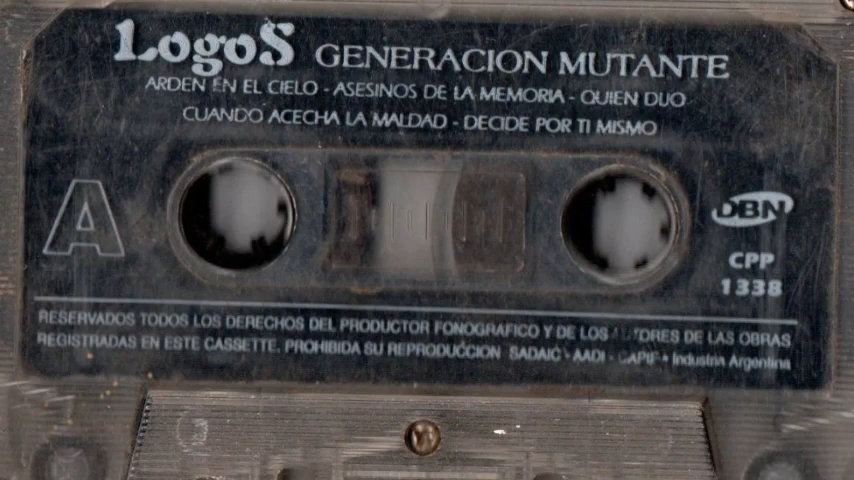 LogoS GENERACION MUTANTE
ARDEN EN EL CIELO - ASESINOS DE LA MEMORIA - QUIEN DIJO
CUANDO ACECHA LA MALDAD - DECIDE POR TI MISMO
A
DBN
CPP
1338
RESERVADOS TODOS LOS DERECHOS DEL PRODUCTOR FONOGRAFICO Y DE LOS AUTORES DE LAS OBRAS
REGISTRADAS EN ESTE CASSETTE. PROHIBIDA SU REPRODUCCION SADAIC - AADI - CAPIF • Industria Argentina